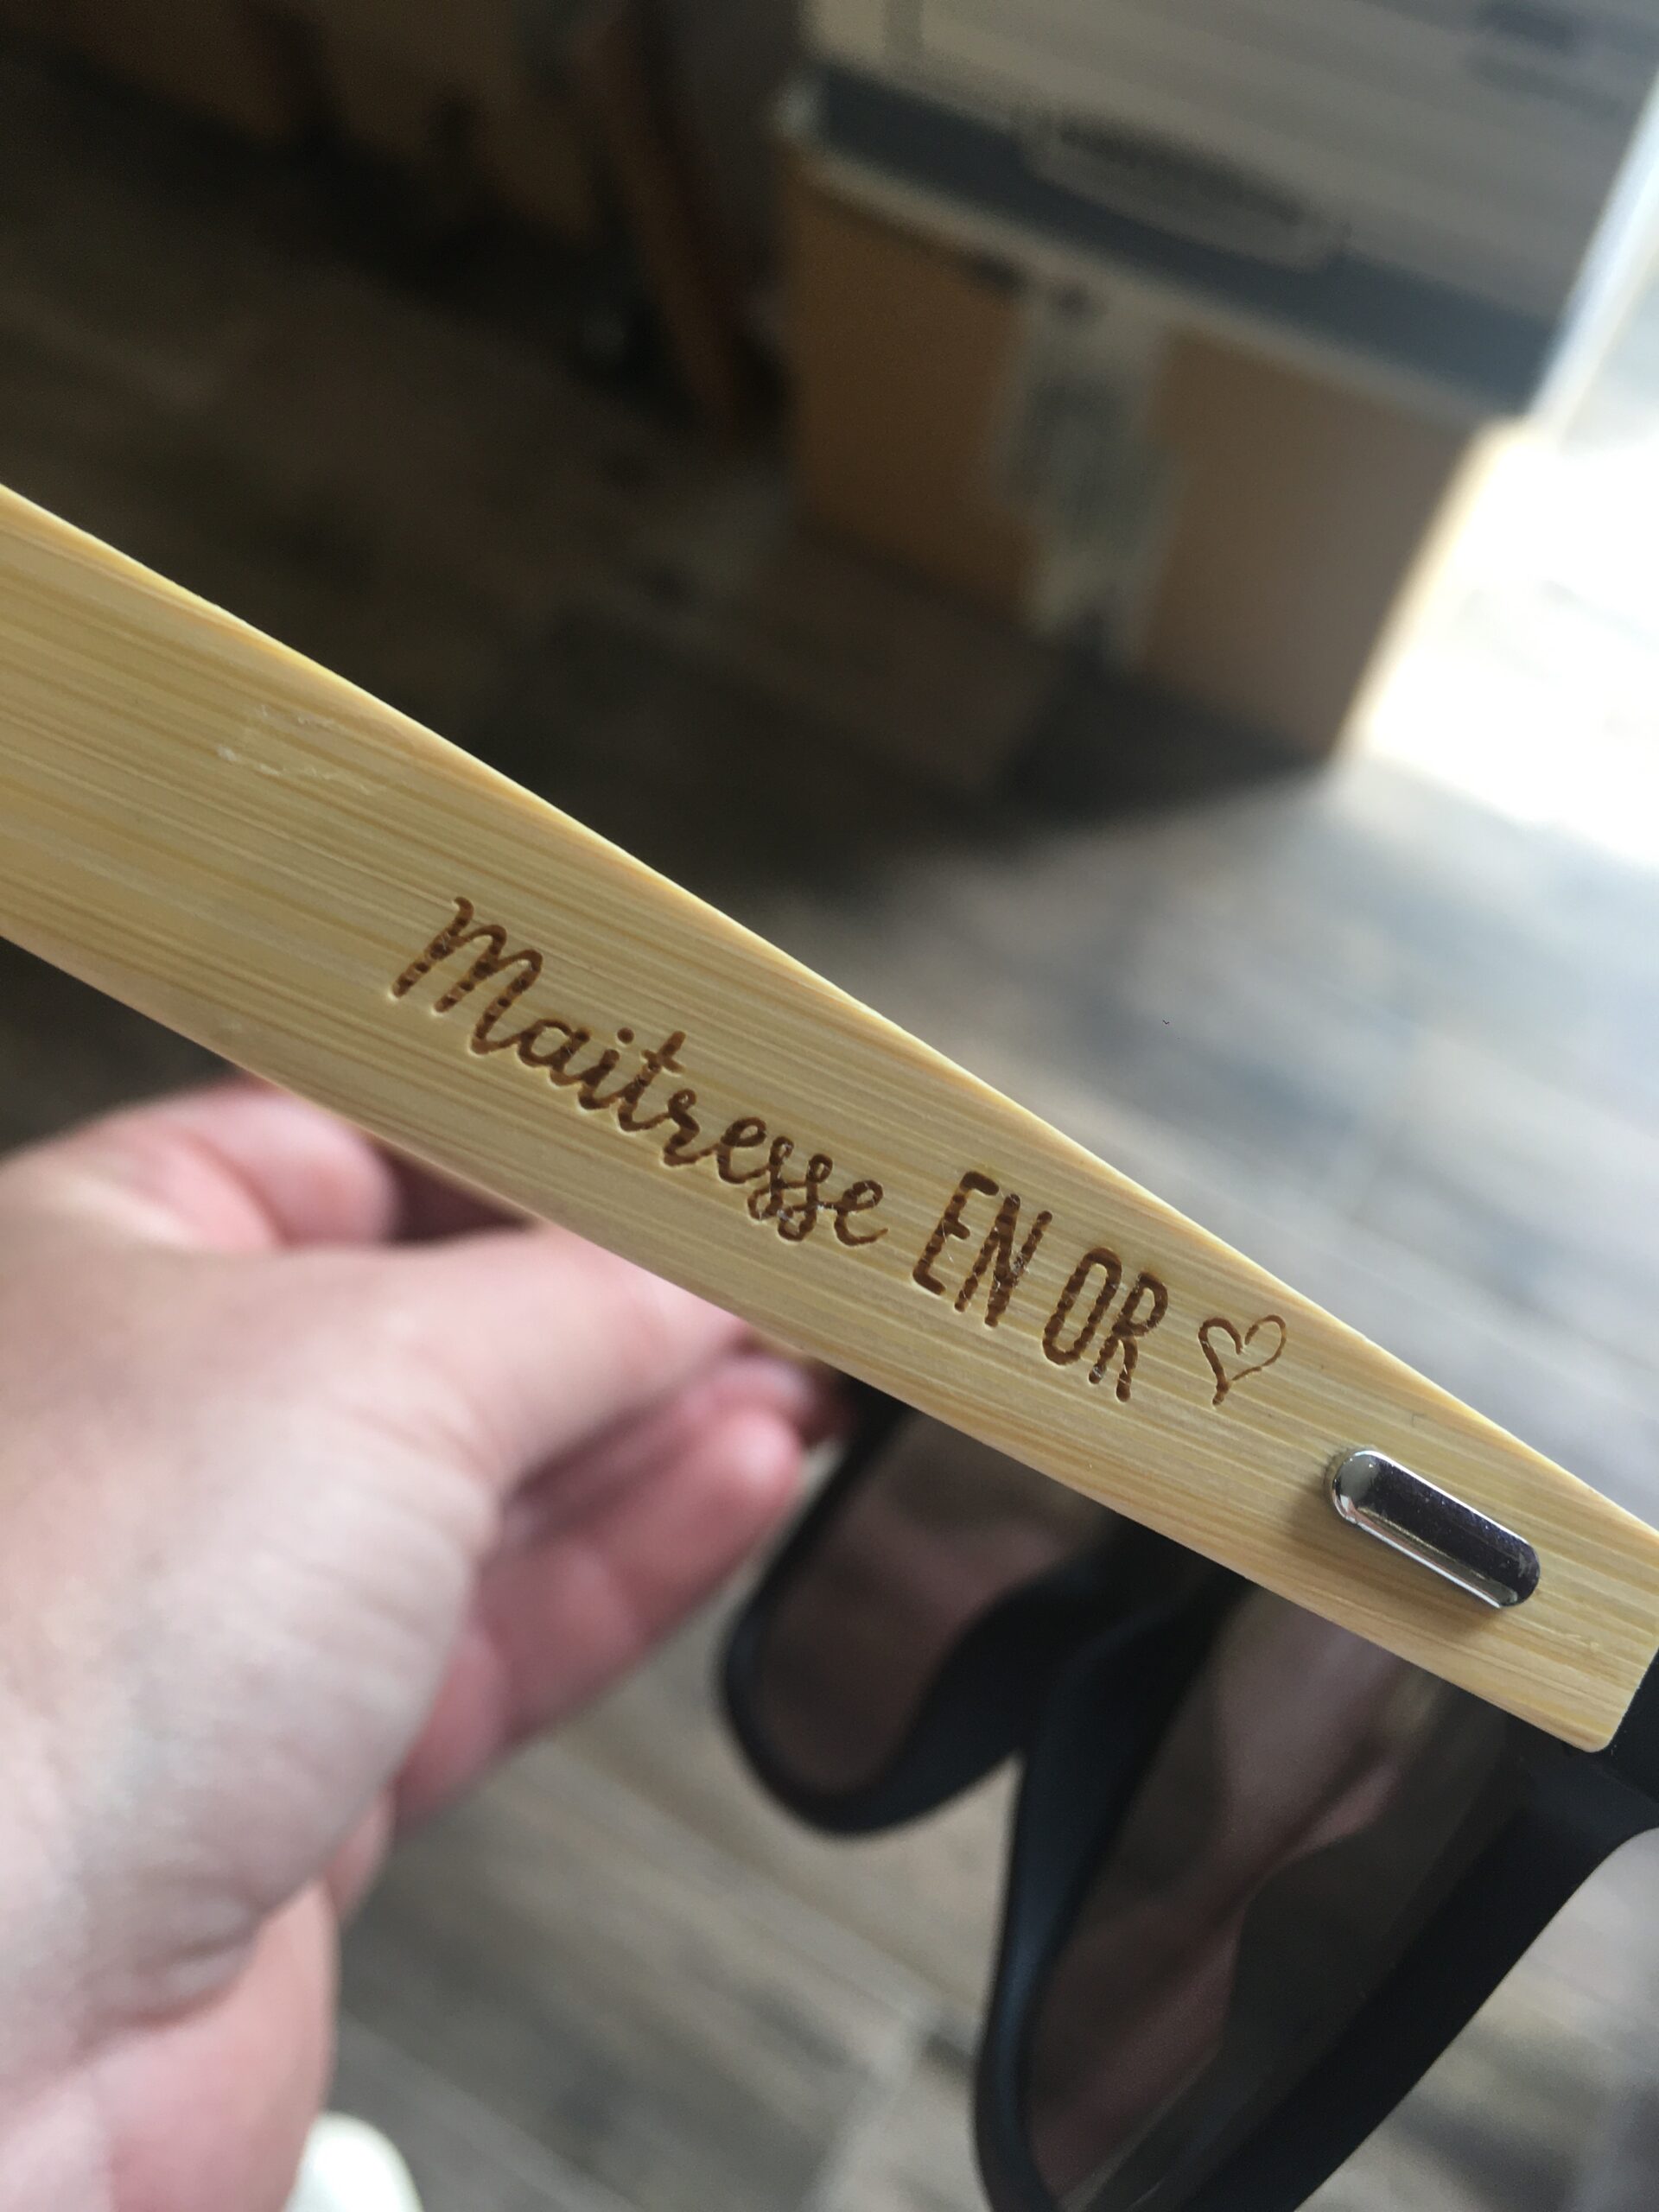 Maitresse EN OR ♡